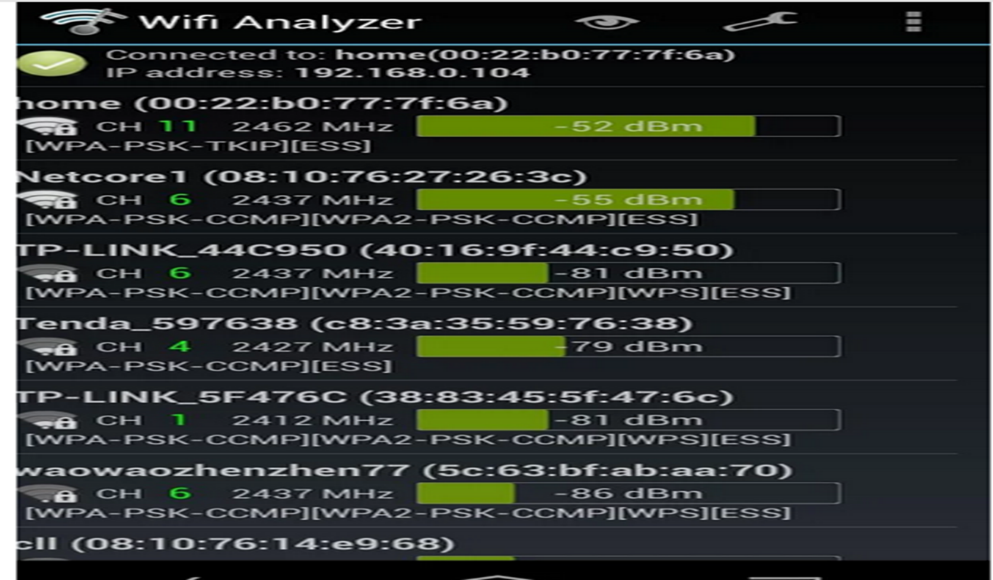 Wifi Analyzer
Connected to: home(00:22:b0:77:7f:6a)
IP address: 192.168.0.104
home (00:22:b0:77:7f:6a)
CH 11 2462 MHz -52 dBm
[WPA-PSK-TKIP][ESS]
Netcore1 (08:10:76:27:26:3c)
CH 6 2437 MHz -55 dBm
[WPA-PSK-CCMP][WPA2-PSK-CCMP][ESS]
TP-LINK_44C950 (40:16:9f:44:c9:50)
CH 6 2437 MHz -81 dBm
[WPA-PSK-CCMP][WPA2-PSK-CCMP][WPS][ESS]
Tenda_597638 (c8:3a:35:59:76:38)
CH 4 2427 MHz -79 dBm
[WPA-PSK-CCMP][ESS]
TP-LINK_5F476C (38:83:45:5f:47:6c)
CH 1 2412 MHz -81 dBm
[WPA-PSK-CCMP][WPA2-PSK-CCMP][WPS][ESS]
waowaozhenzhen77 (5c:63:bf:ab:aa:70)
CH 6 2437 MHz -86 dBm
[WPA-PSK-CCMP][WPA2-PSK-CCMP][WPS][ESS]
cll (08:10:76:14:e9:68)